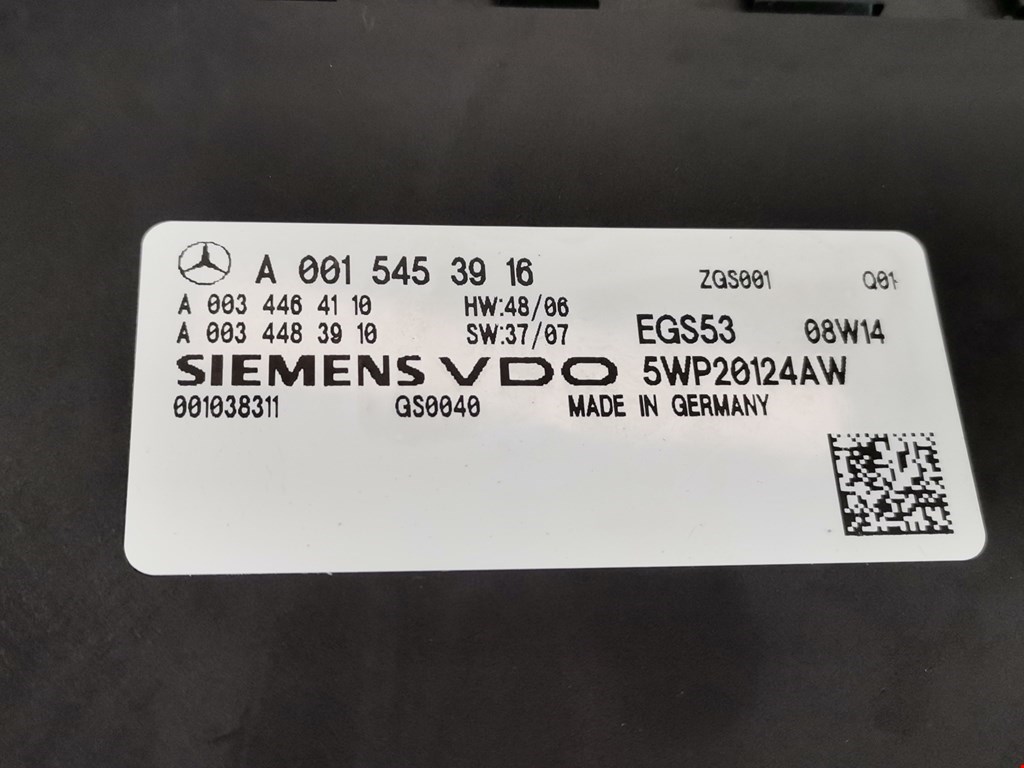 A 001 545 39 16 ZGS001 Q01
A 003 446 41 10 HW:48/06
A 003 448 39 10 SW:37/07 EGS53 08W14
SIEMENS VDO 5WP20124AW
001038311 GS0040 MADE IN GERMANY